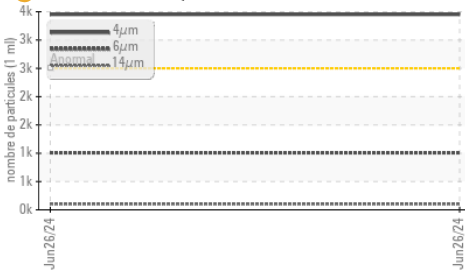 4k
3k
3k
2k
2k
1k
1k
0k
nombre de particules (1 ml)
4µm
6µm
14µm
Anormal
Jun26/24
Jun26/24